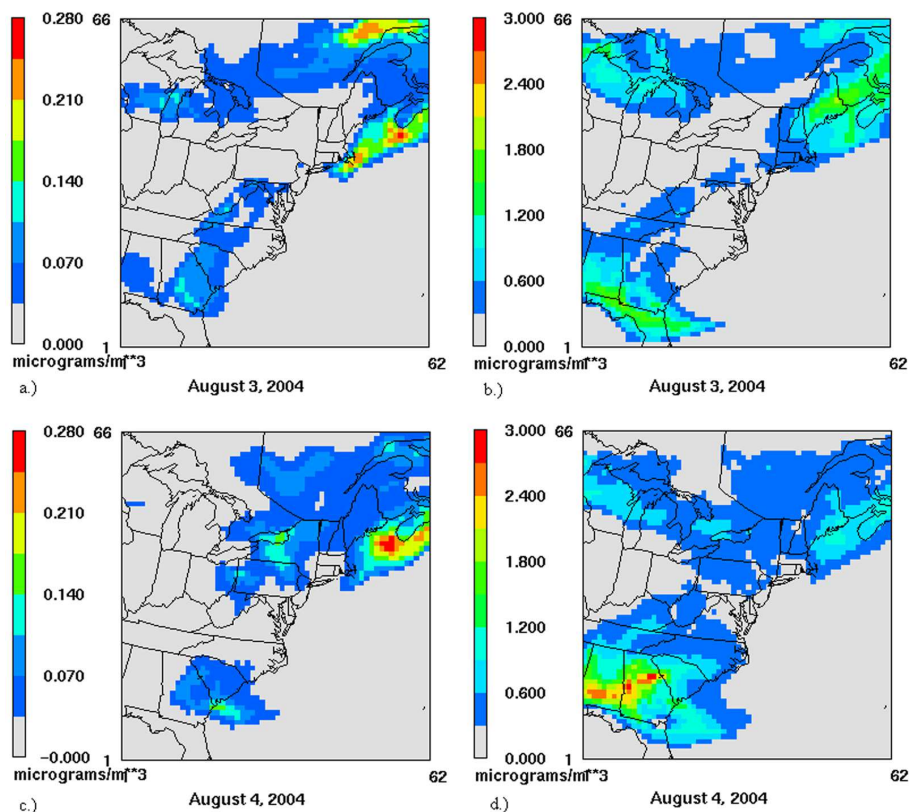 0.280
0.210
0.140
0.070
0.000
micrograms/m**3
66
1
62
August 3, 2004
a.)
3.000
2.400
1.800
1.200
0.600
0.000
micrograms/m**3
66
1
62
August 3, 2004
b.)
0.280
0.210
0.140
0.070
−0.000
micrograms/m**3
66
1
62
August 4, 2004
c.)
3.000
2.400
1.800
1.200
0.600
0.000
micrograms/m**3
66
1
62
August 4, 2004
d.)